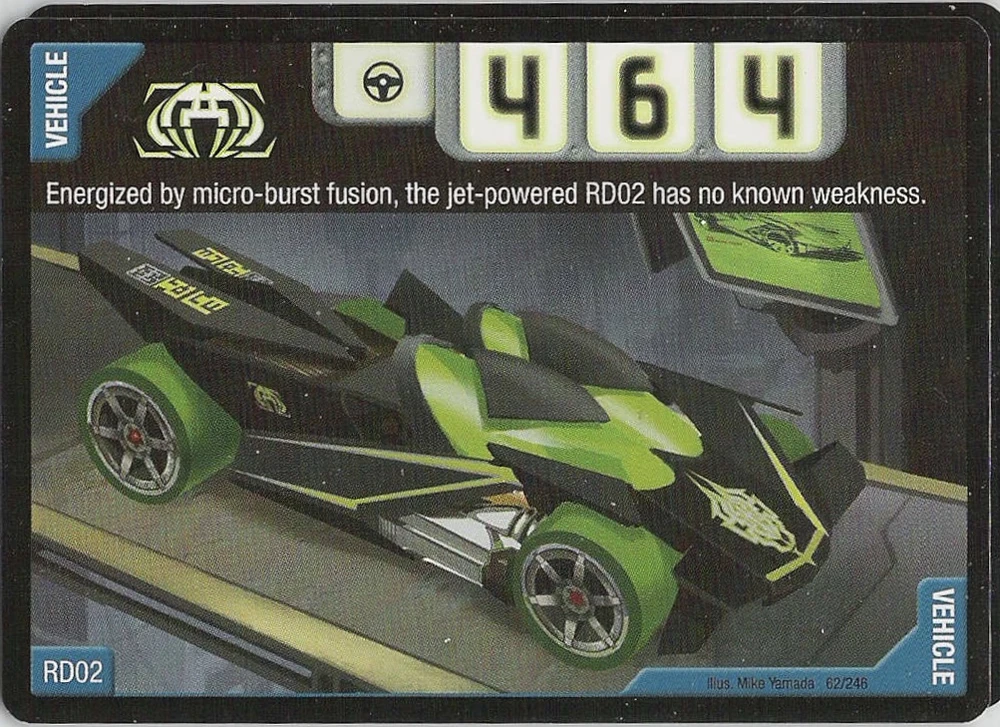 VEHICLE
4 6 4
Energized by micro-burst fusion, the jet-powered RD02 has no known weakness.
RD02
VEHICLE
Illus. Mike Yamada 62/246